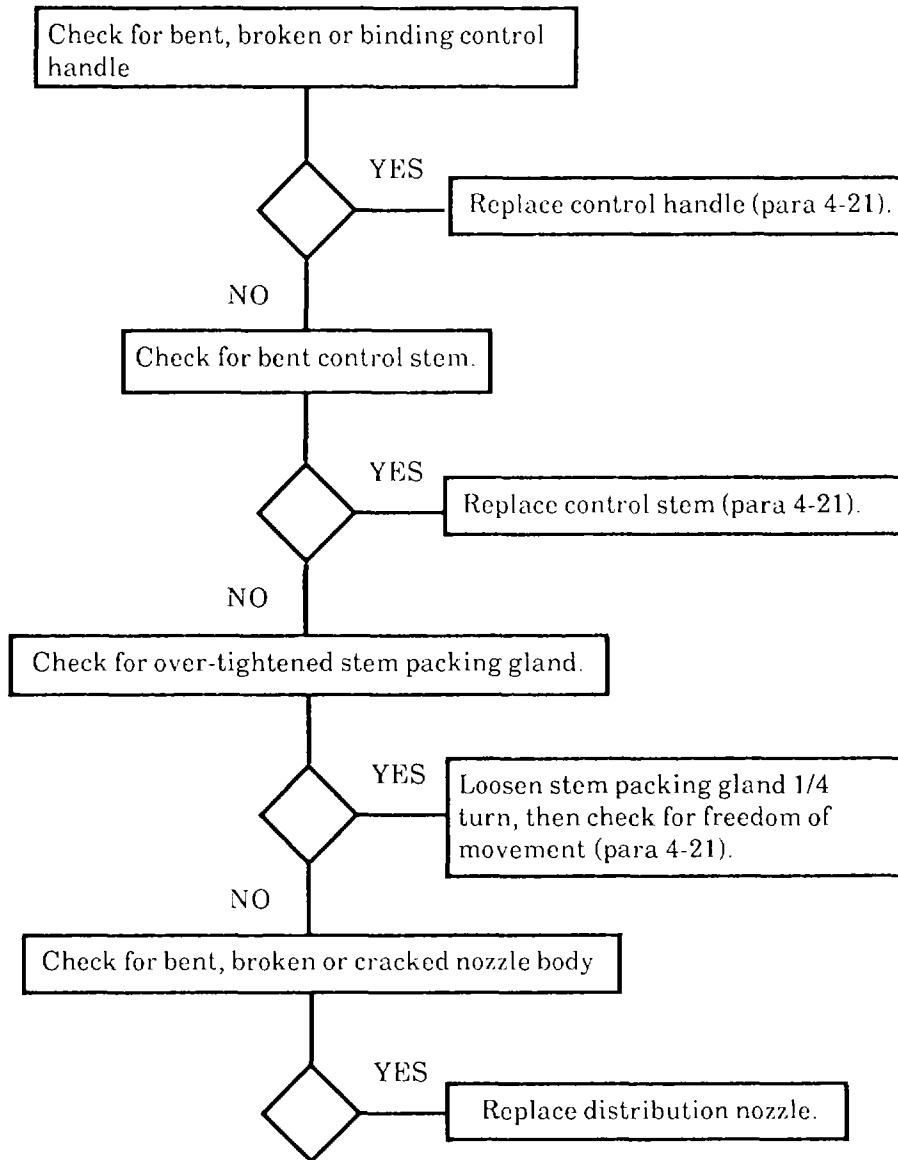 Check for bent, broken or binding control
handle
YES
Replace control handle (para 4-21).
NO
Check for bent control stem.
YES
Replace control stem (para 4-21).
NO
Check for over-tightened stem packing gland.
YES
Loosen stem packing gland 1/4
turn, then check for freedom of
movement (para 4-21).
NO
Check for bent, broken or cracked nozzle body
YES
Replace distribution nozzle.